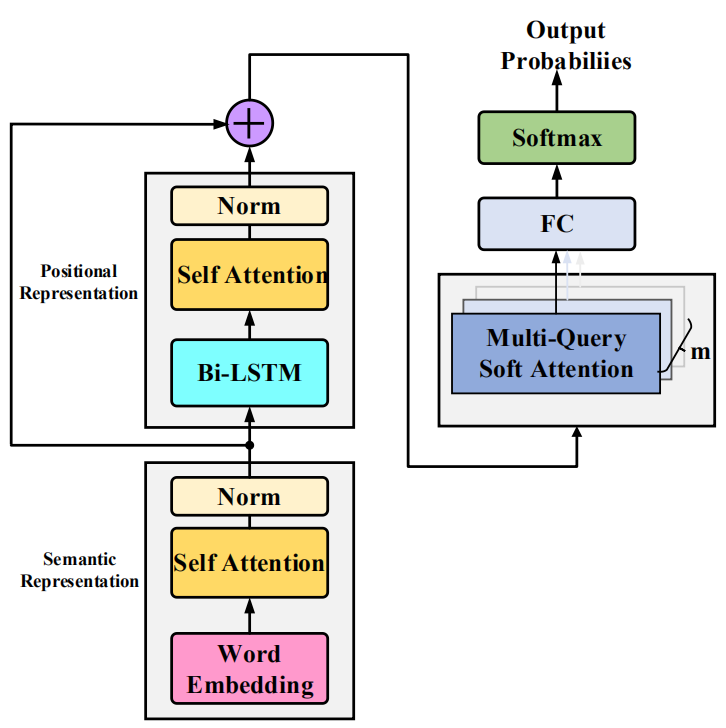 Output
Probabiliies
Softmax
FC
Multi-Query
Soft Attention
m
Norm
Self Attention
Bi-LSTM
Positional
Representation
Norm
Self Attention
Word
Embedding
Semantic
Representation